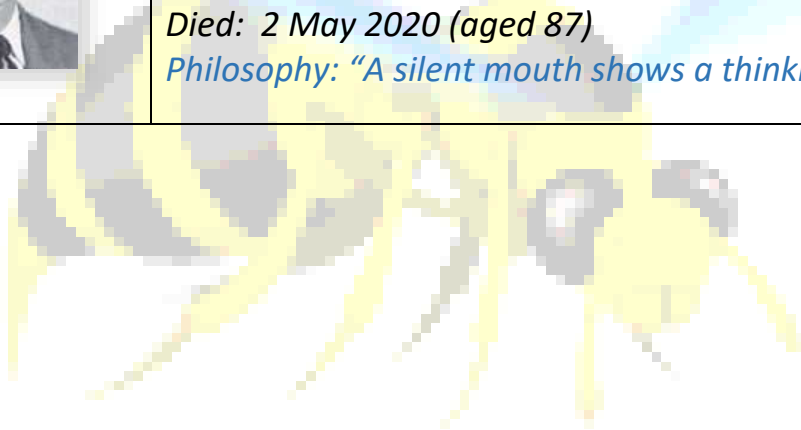 Died: 2 May 2020 (aged 87)
Philosophy: “A silent mouth shows a